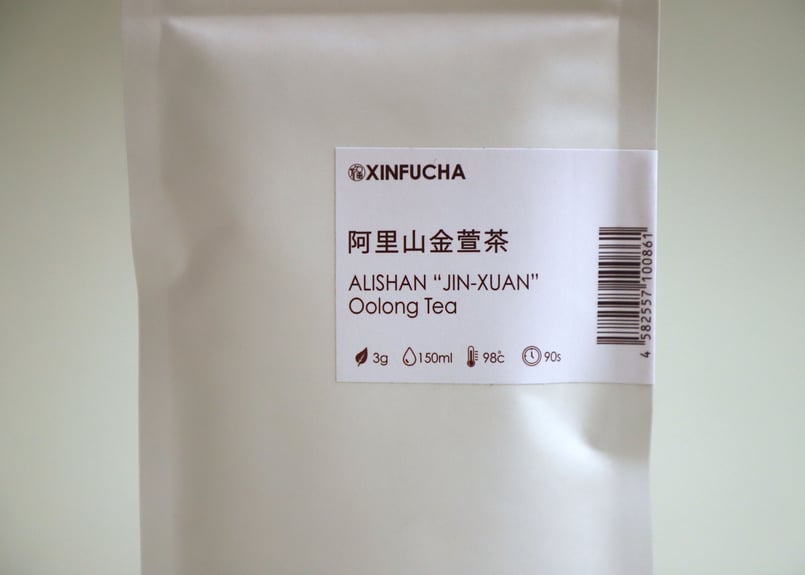 XINFUCHA
阿里山金萱茶
ALISHAN “JIN-XUAN”
Oolong Tea
3g 150ml 98℃ 90s
4 582557 100861